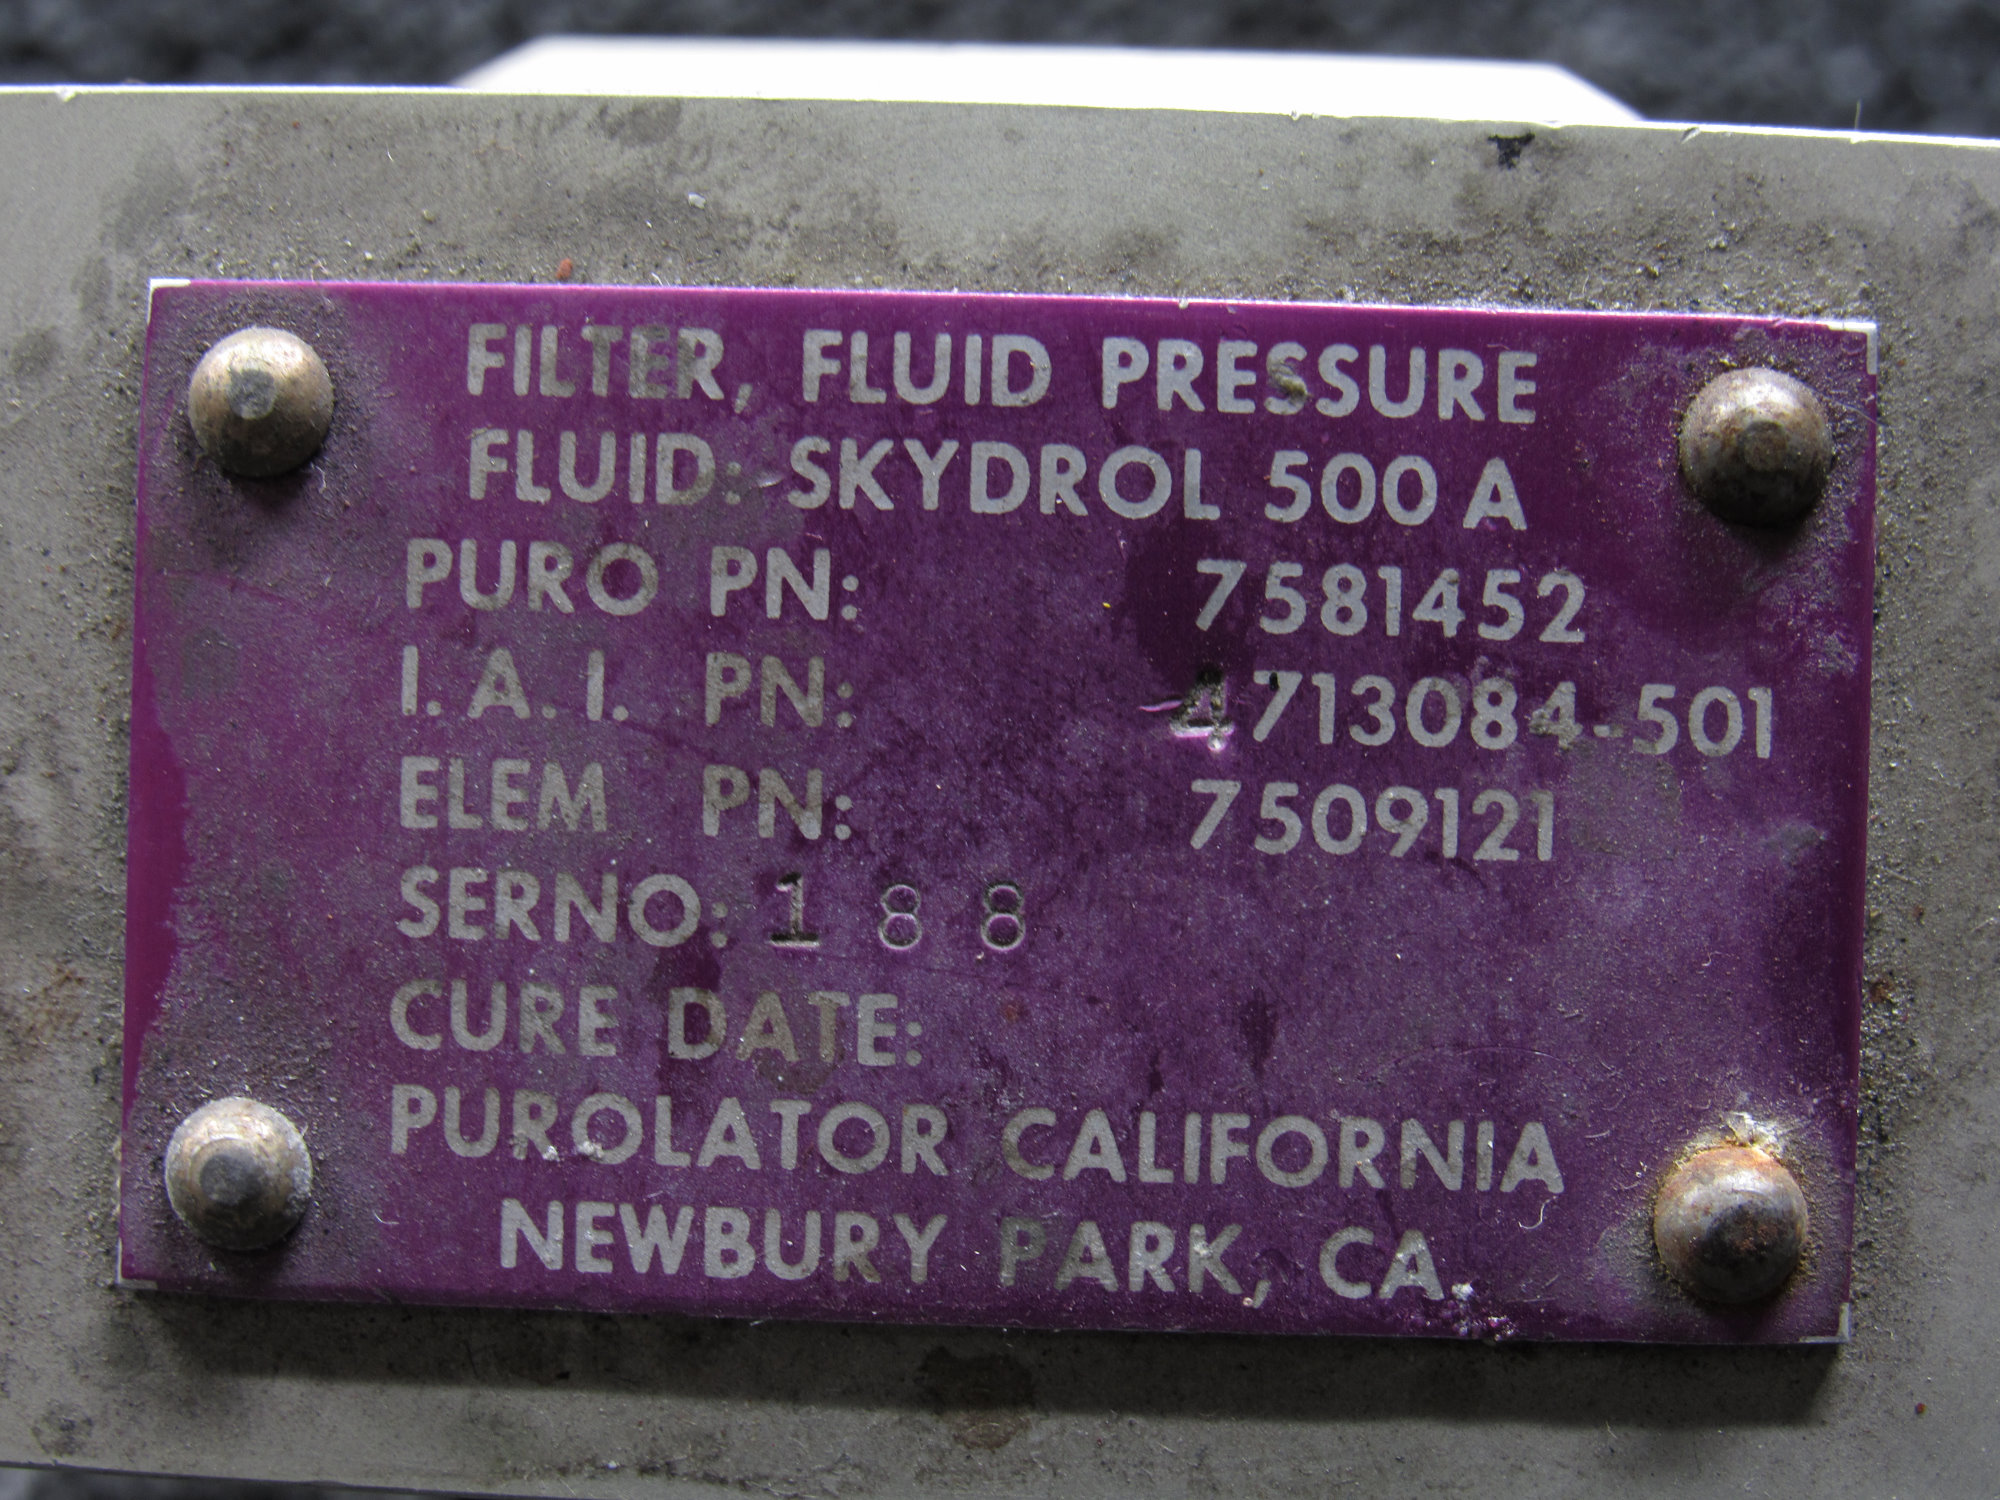 FILTER, FLUID PRESSURE
FLUID: SKYDROL 500 A
PURO PN: 7581452
I. A. I. PN: 4713084-501
ELEM PN: 7509121
SERNO: 188
CURE DATE:
PUROLATOR CALIFORNIA
NEWBURY PARK, CA.